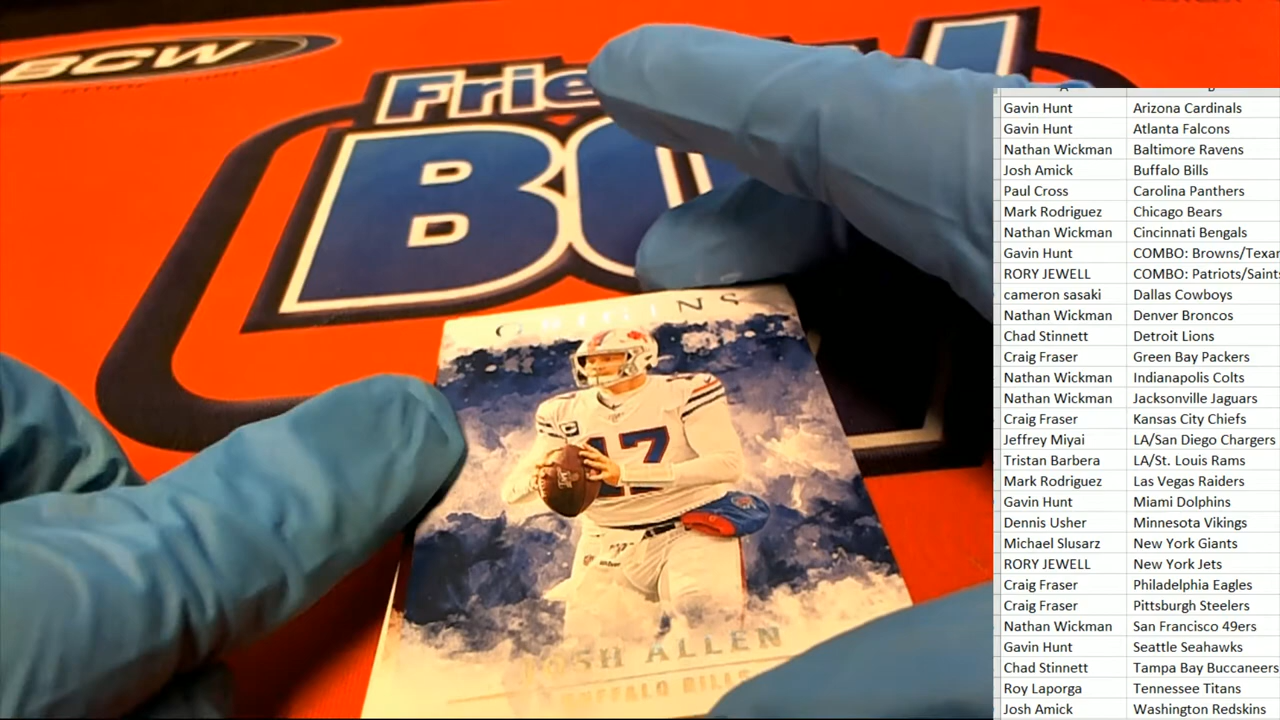 BCW
Gavin Hunt Arizona Cardinals
Gavin Hunt Atlanta Falcons
Nathan Wickman Baltimore Ravens
Josh Amick Buffalo Bills
Paul Cross Carolina Panthers
Mark Rodriguez Chicago Bears
Nathan Wickman Cincinnati Bengals
Gavin Hunt COMBO: Browns/Texar
RORY JEWELL COMBO: Patriots/Saints
cameron sasaki Dallas Cowboys
Nathan Wickman Denver Broncos
Chad Stinnett Detroit Lions
Craig Fraser Green Bay Packers
Nathan Wickman Indianapolis Colts
Nathan Wickman Jacksonville Jaguars
Craig Fraser Kansas City Chiefs
Jeffrey Miyai LA/San Diego Chargers
Tristan Barbera LA/St. Louis Rams
Mark Rodriguez Las Vegas Raiders
Gavin Hunt Miami Dolphins
Dennis Usher Minnesota Vikings
Michael Slusarz New York Giants
RORY JEWELL New York Jets
Craig Fraser Philadelphia Eagles
Craig Fraser Pittsburgh Steelers
Nathan Wickman San Francisco 49ers
Gavin Hunt Seattle Seahawks
Chad Stinnett Tampa Bay Buccaneers
Roy Laporga Tennessee Titans
Josh Amick Washington Redskins
Frie
BO
ORIGINS
17
JOSH ALLEN
BUFFALO BILLS